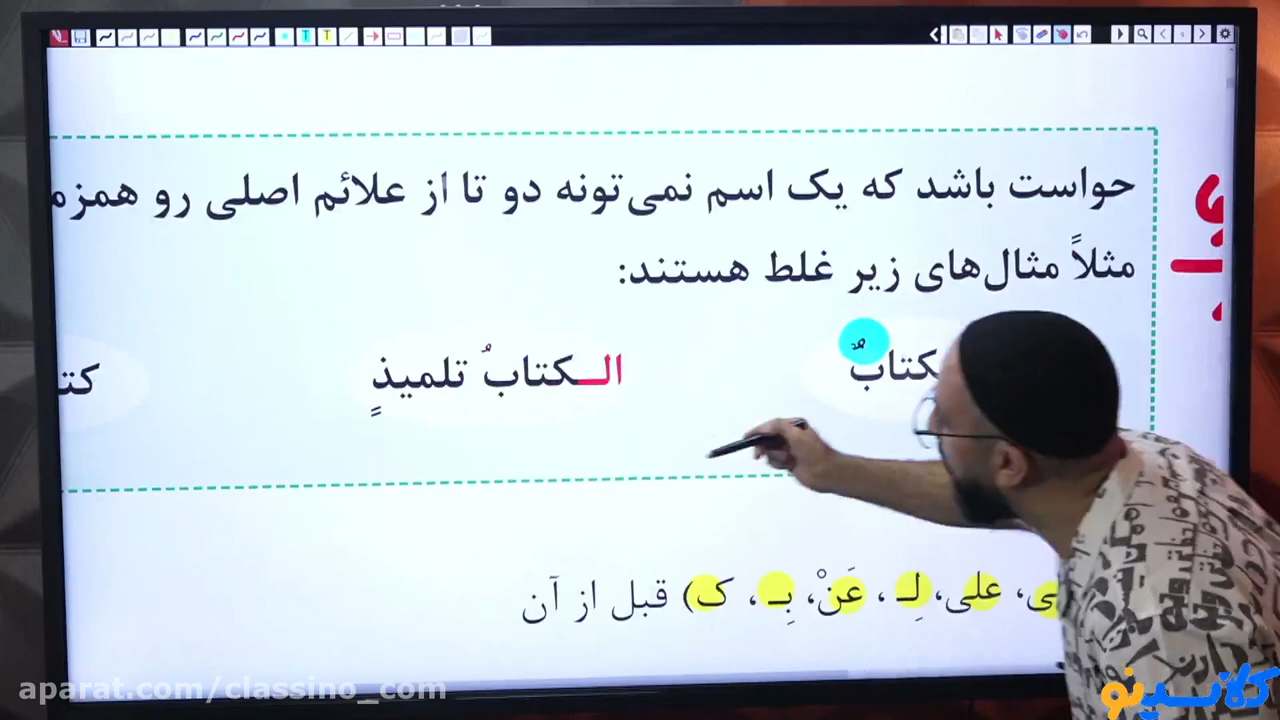 حواست باشد که یک اسم نمی‌تونه دو تا از علائم اصلی رو
مثلاً مثال‌های زیر غلط هستند:
کتابٌ الـکتابُ تلمیذٍ
علی، لِـ ، عَنْ، بِـ ، ک) قبل از آن
aparat.com/classino_com
کلاسینو